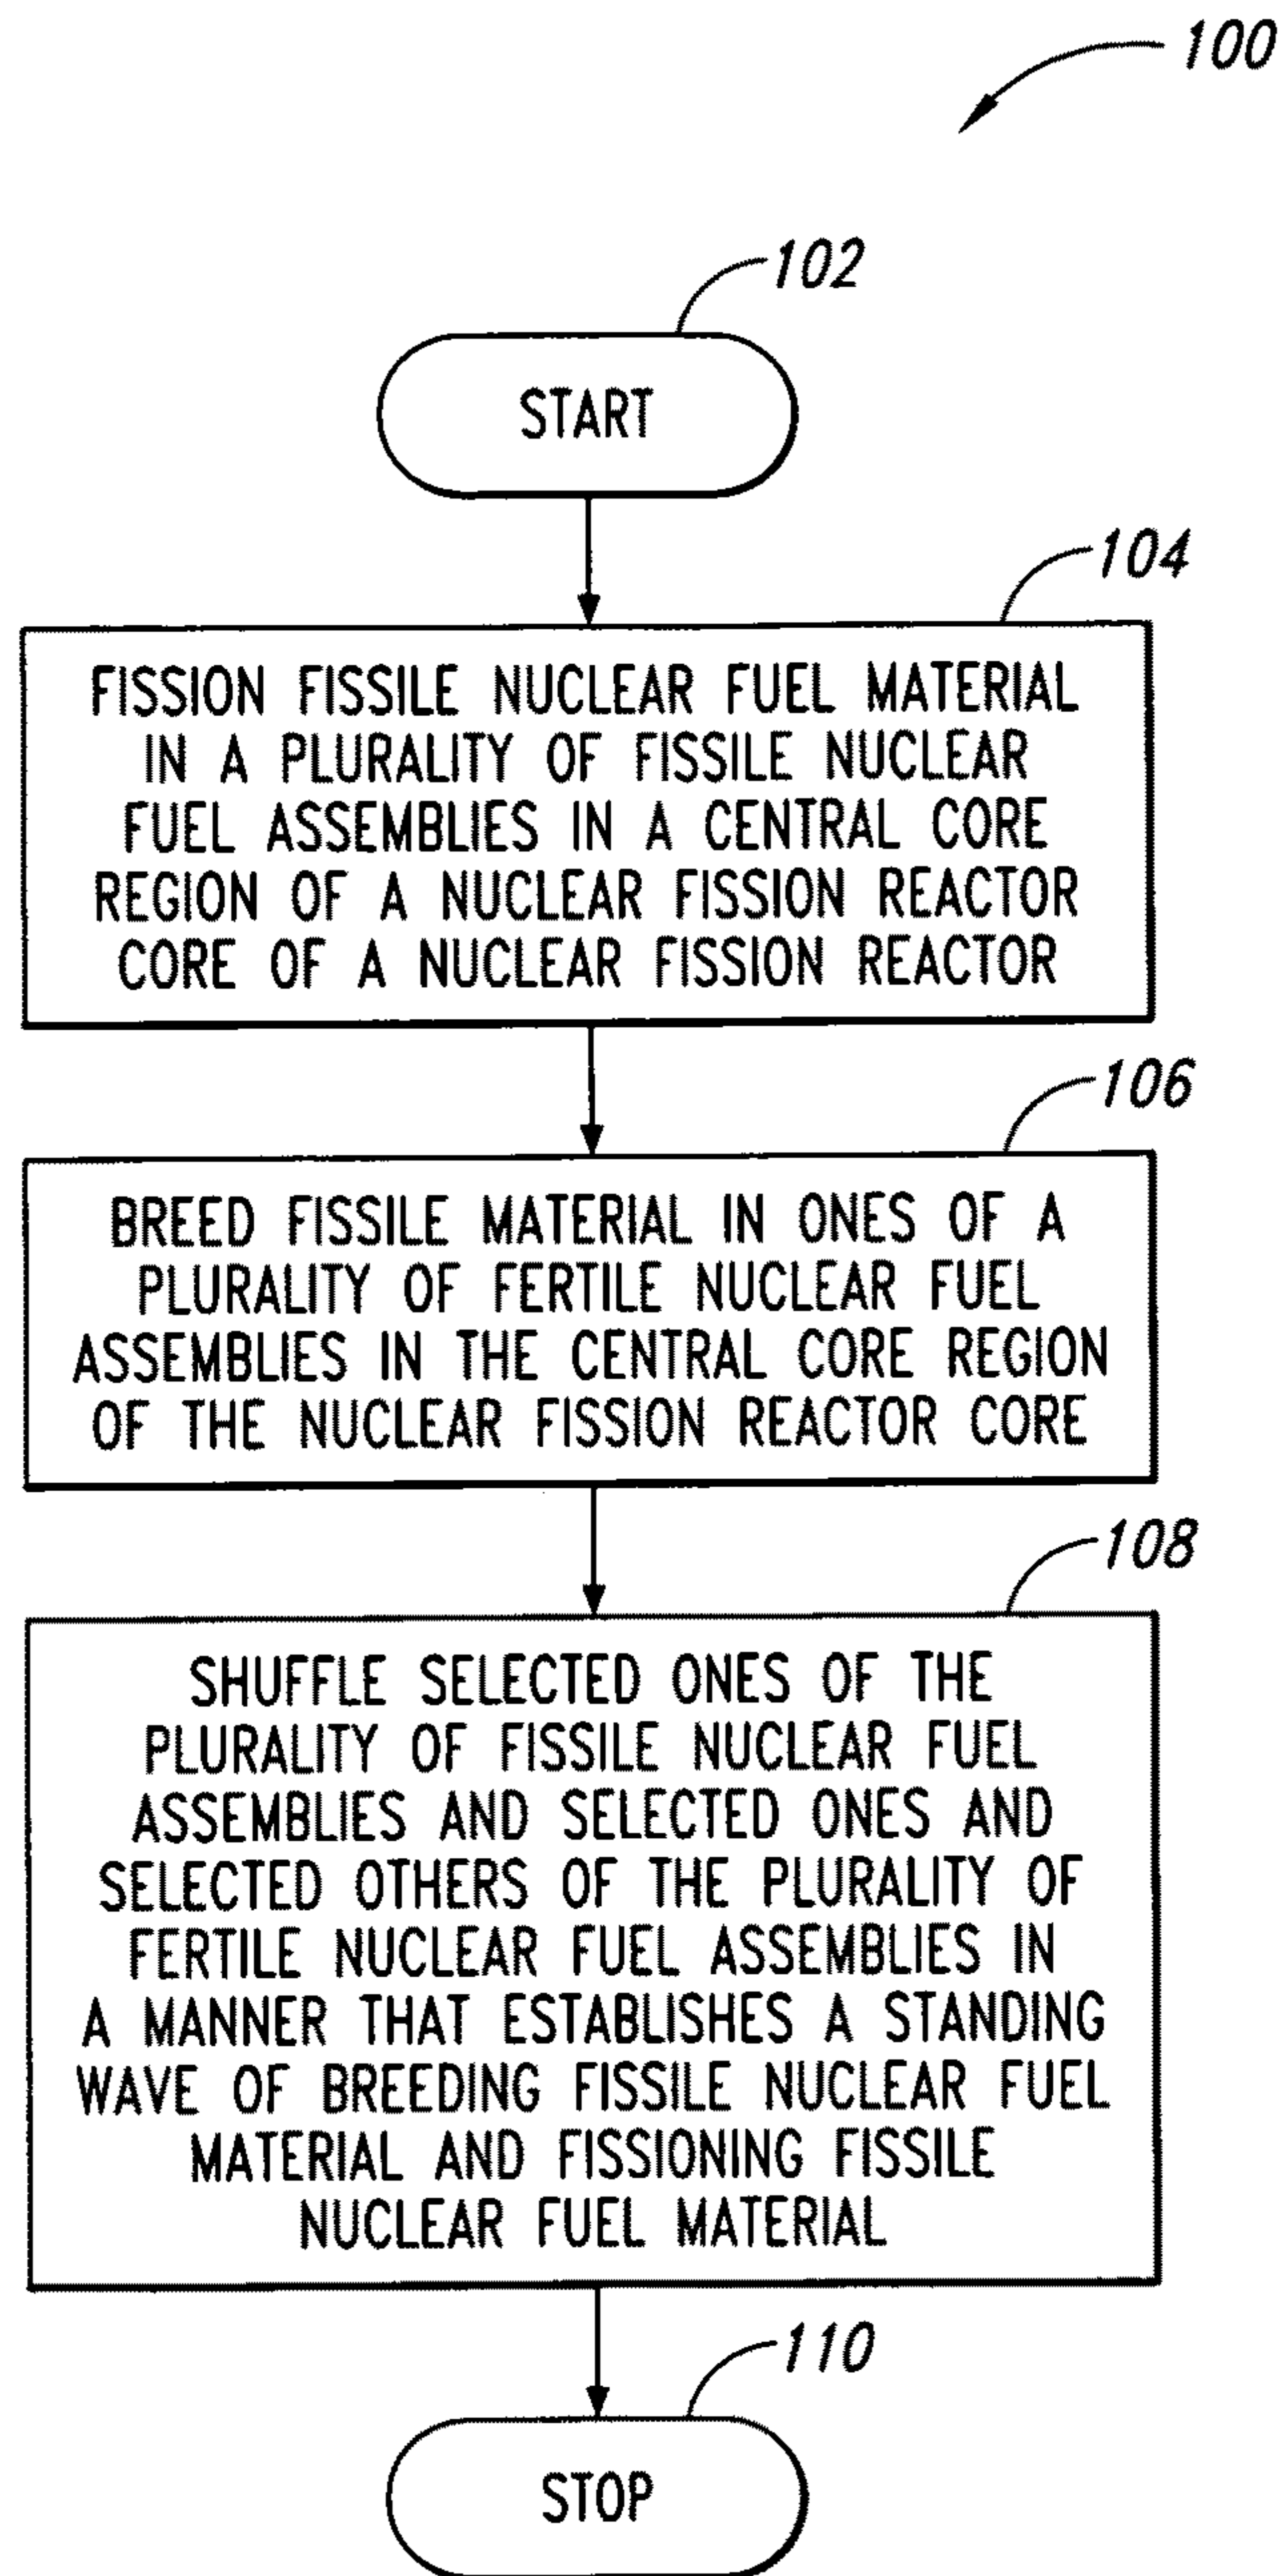 100
102
START
104
FISSION FISSILE NUCLEAR FUEL MATERIAL
IN A PLURALITY OF FISSILE NUCLEAR
FUEL ASSEMBLIES IN A CENTRAL CORE
REGION OF A NUCLEAR FISSION REACTOR
CORE OF A NUCLEAR FISSION REACTOR
106
BREED FISSILE MATERIAL IN ONES OF A
PLURALITY OF FERTILE NUCLEAR FUEL
ASSEMBLIES IN THE CENTRAL CORE REGION
OF THE NUCLEAR FISSION REACTOR CORE
108
SHUFFLE SELECTED ONES OF THE
PLURALITY OF FISSILE NUCLEAR FUEL
ASSEMBLIES AND SELECTED ONES AND
SELECTED OTHERS OF THE PLURALITY OF
FERTILE NUCLEAR FUEL ASSEMBLIES IN
A MANNER THAT ESTABLISHES A STANDING
WAVE OF BREEDING FISSILE NUCLEAR FUEL
MATERIAL AND FISSIONING FISSILE
NUCLEAR FUEL MATERIAL
110
STOP